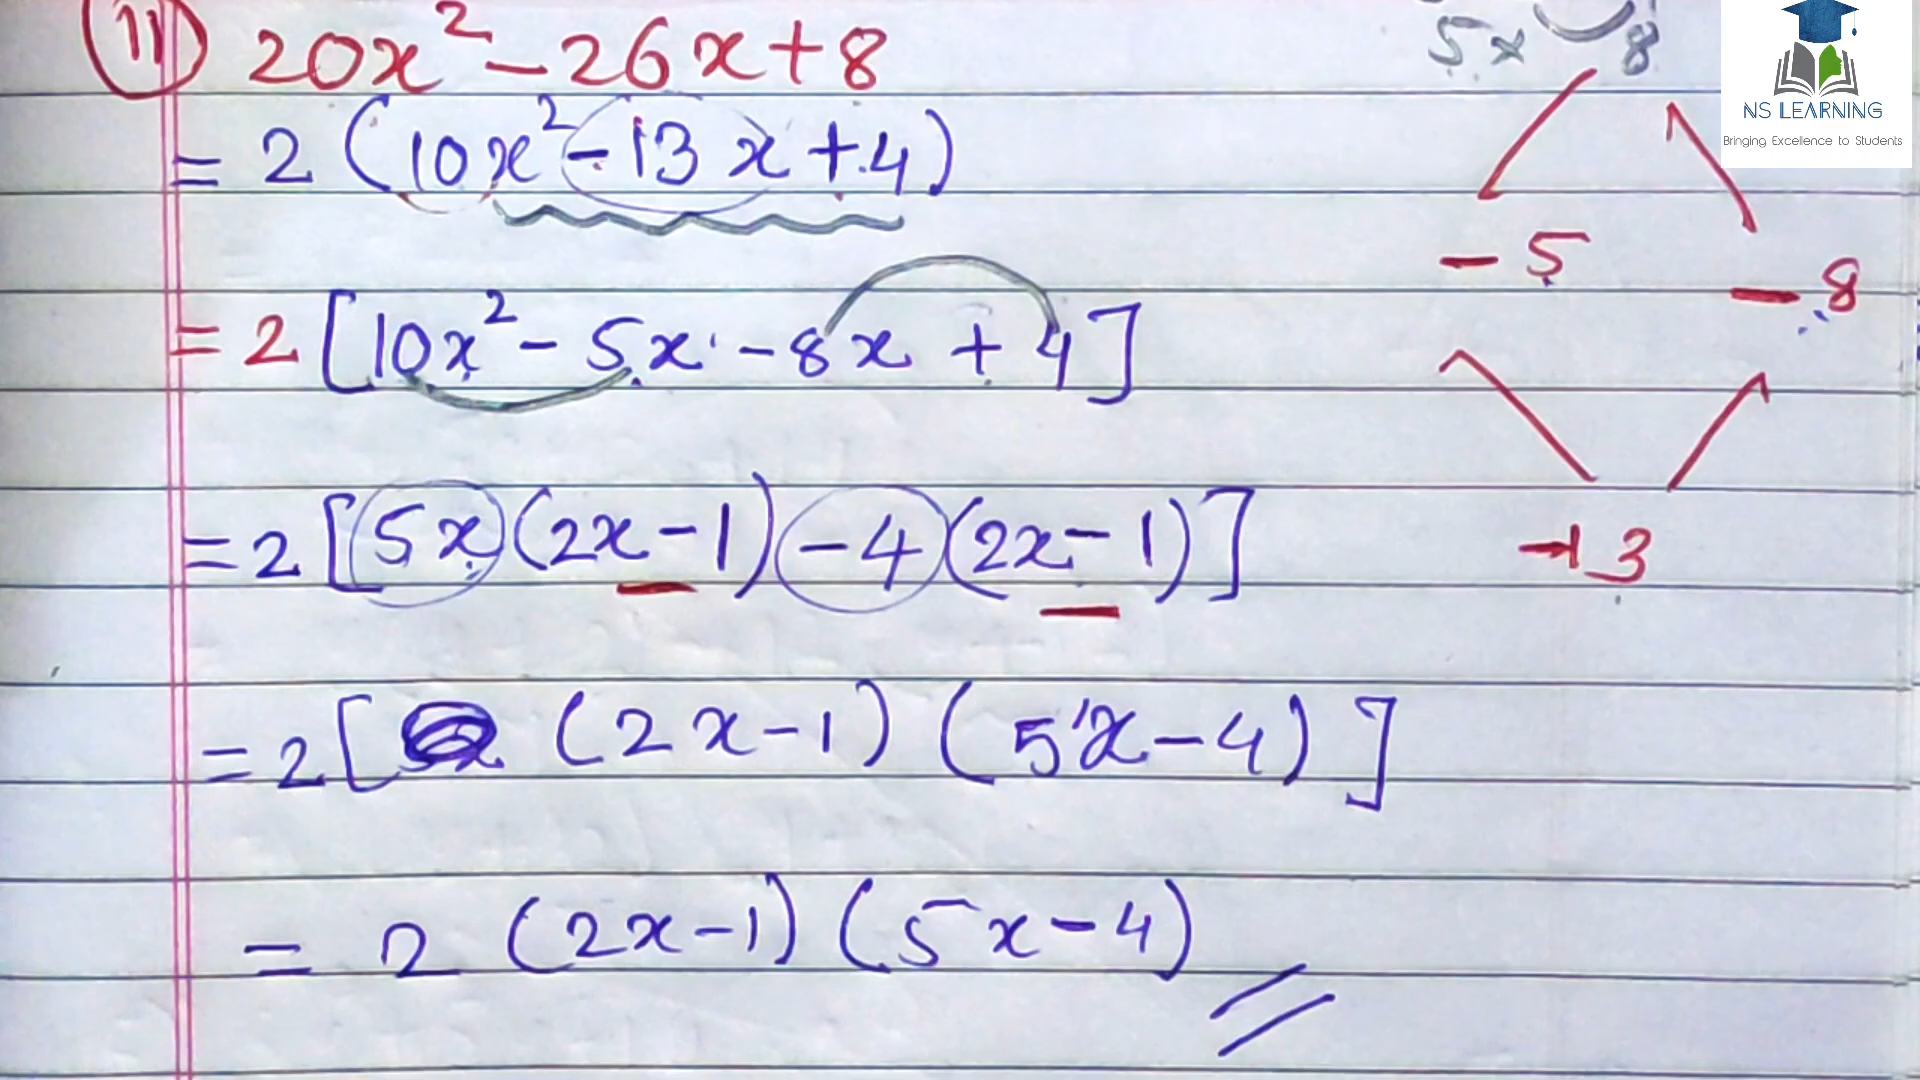 11 20x² - 26x + 8
= 2 (10x² - 13x + 4)
= 2 [10x² - 5x - 8x + 4]
= 2 [5x (2x - 1) - 4 (2x - 1)]
= 2 [ (2x - 1) (5x - 4) ]
= 2 (2x - 1) (5x - 4)
5 x 8
- 5
- 8
- 13
NS LEARNING
Bringing Excellence to Students